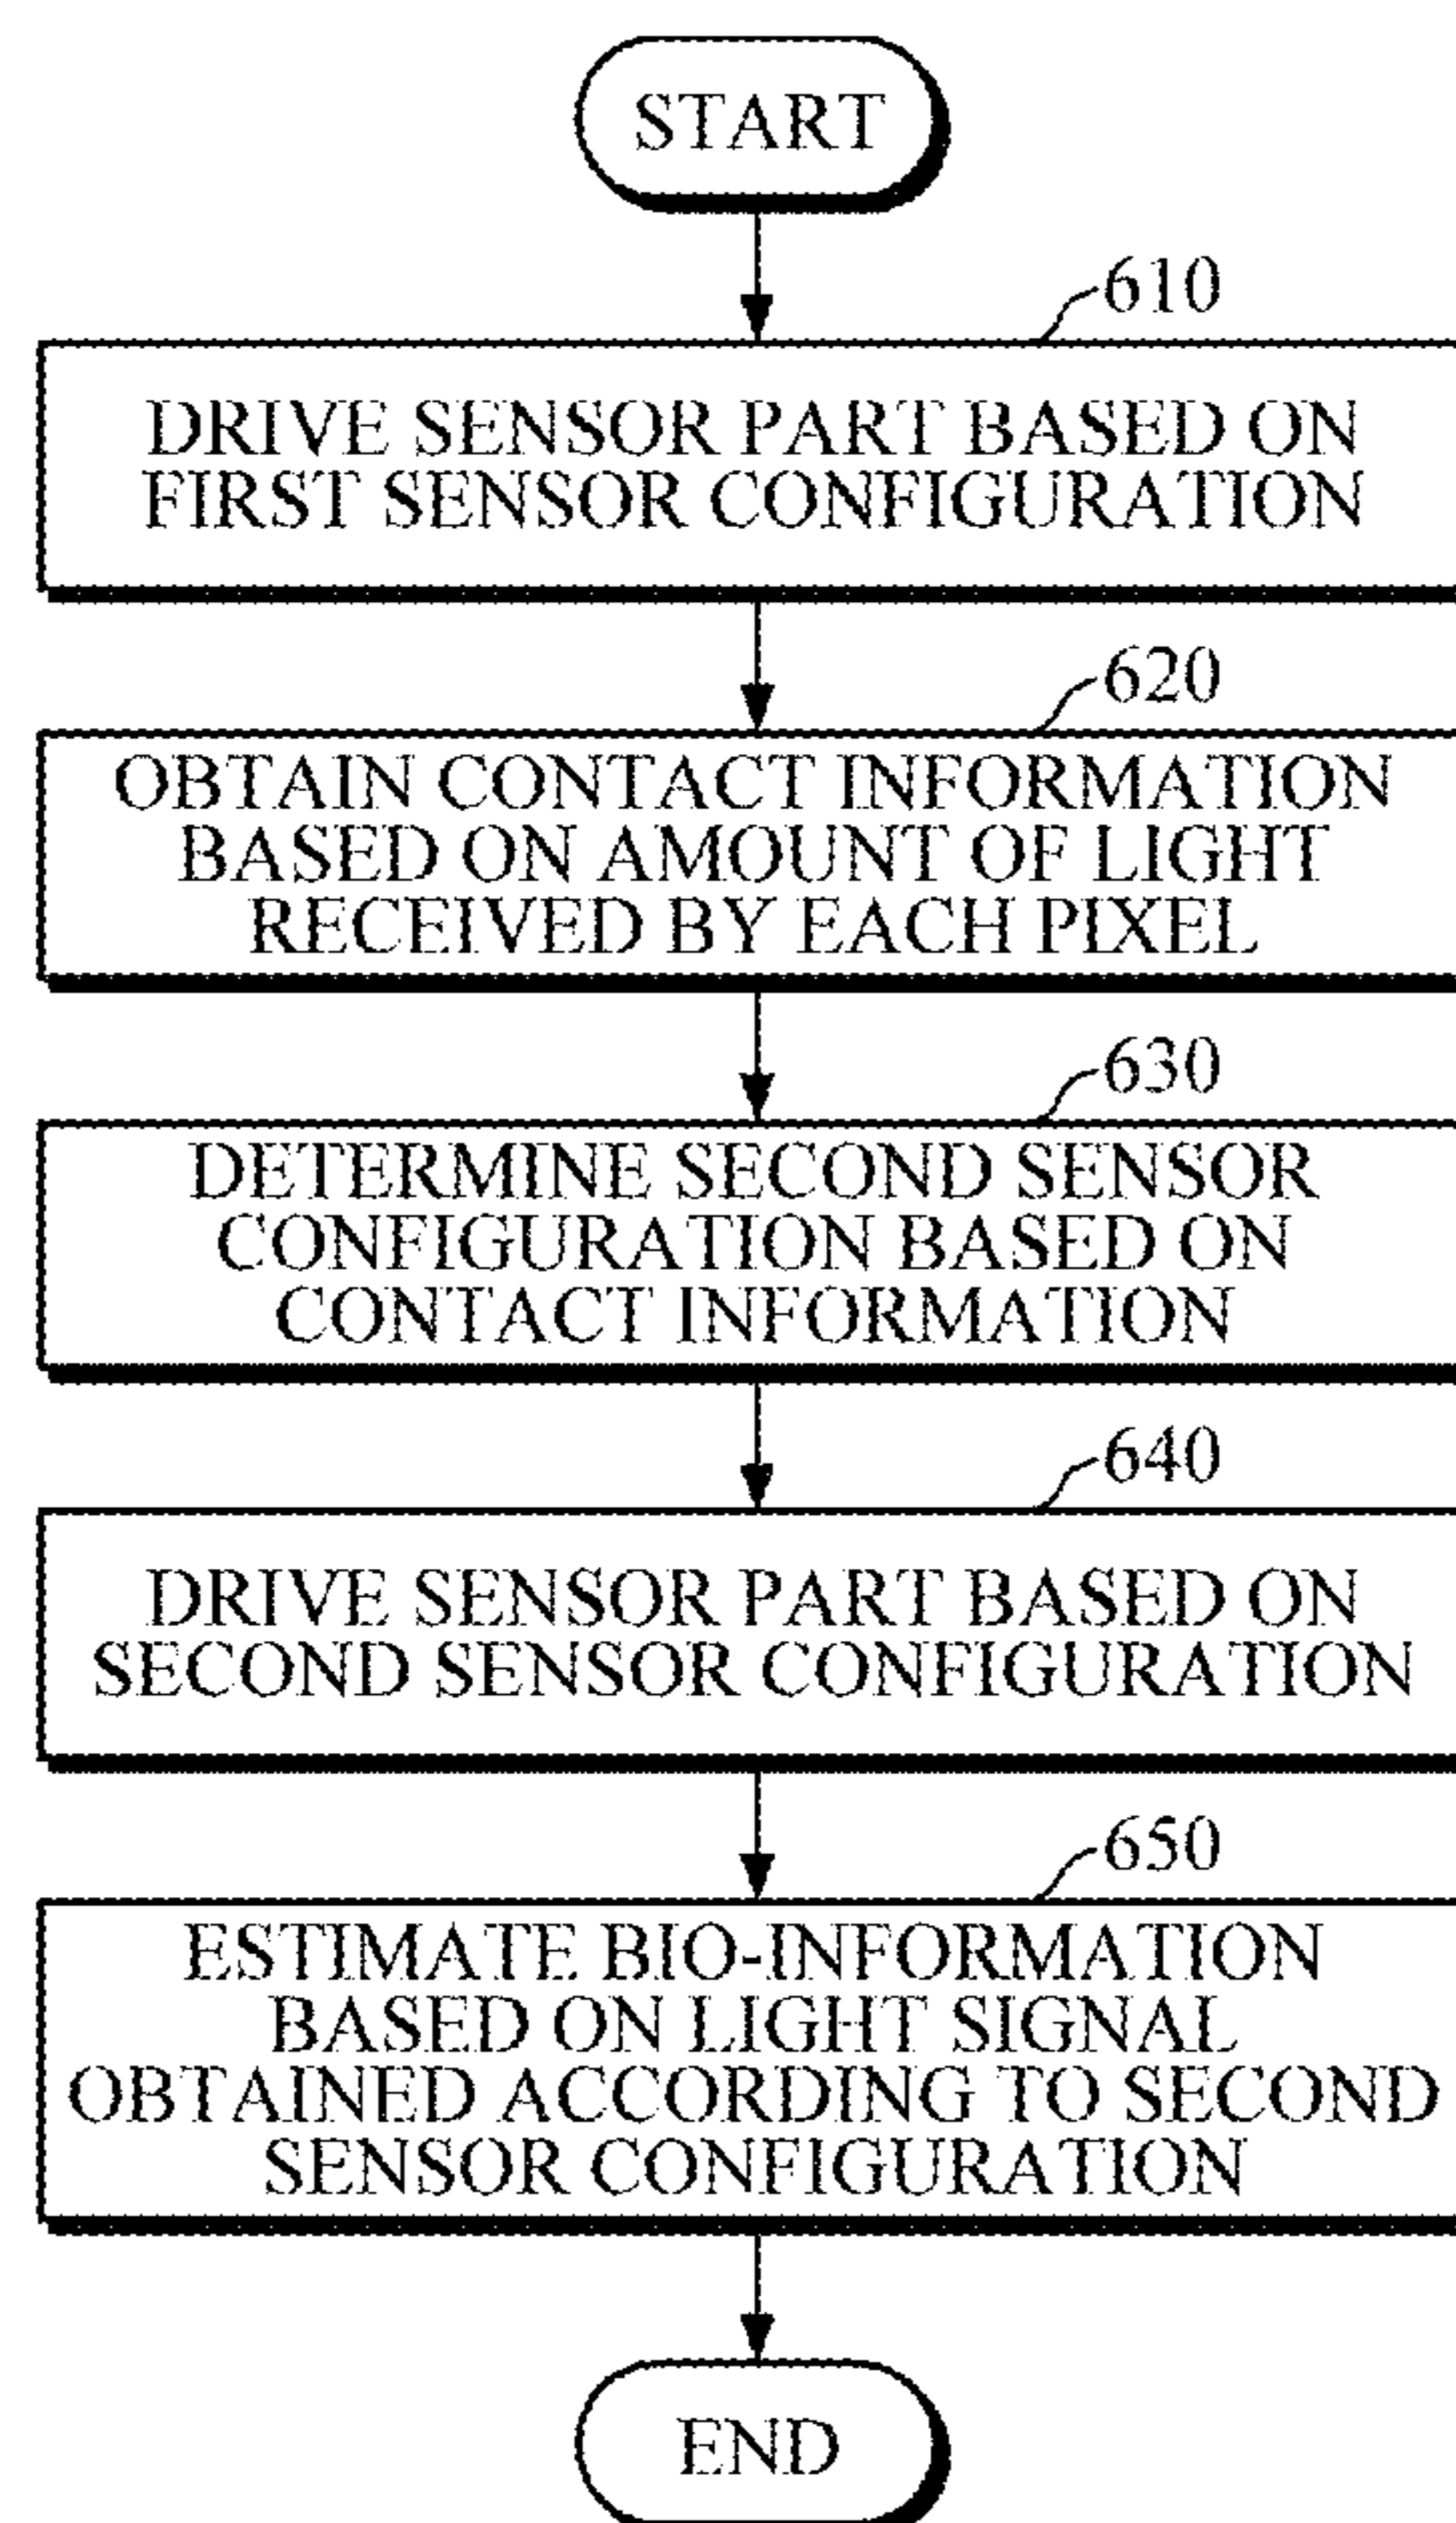 START
610
DRIVE SENSOR PART BASED ON
FIRST SENSOR CONFIGURATION
620
OBTAIN CONTACT INFORMATION
BASED ON AMOUNT OF LIGHT
RECEIVED BY EACH PIXEL
630
DETERMINE SECOND SENSOR
CONFIGURATION BASED ON
CONTACT INFORMATION
640
DRIVE SENSOR PART BASED ON
SECOND SENSOR CONFIGURATION
650
ESTIMATE BIO-INFORMATION
BASED ON LIGHT SIGNAL
OBTAINED ACCORDING TO SECOND
SENSOR CONFIGURATION
END